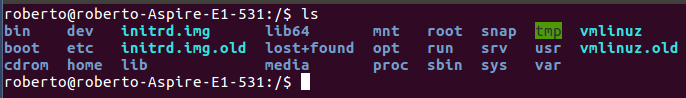 roberto@roberto-Aspire-E1-531:/$ ls
bin dev initrd.img lib64 mnt root snap tmp vmlinuz
boot etc initrd.img.old lost+found opt run srv usr vmlinuz.old
cdrom home lib media proc sbin sys var
roberto@roberto-Aspire-E1-531:/$